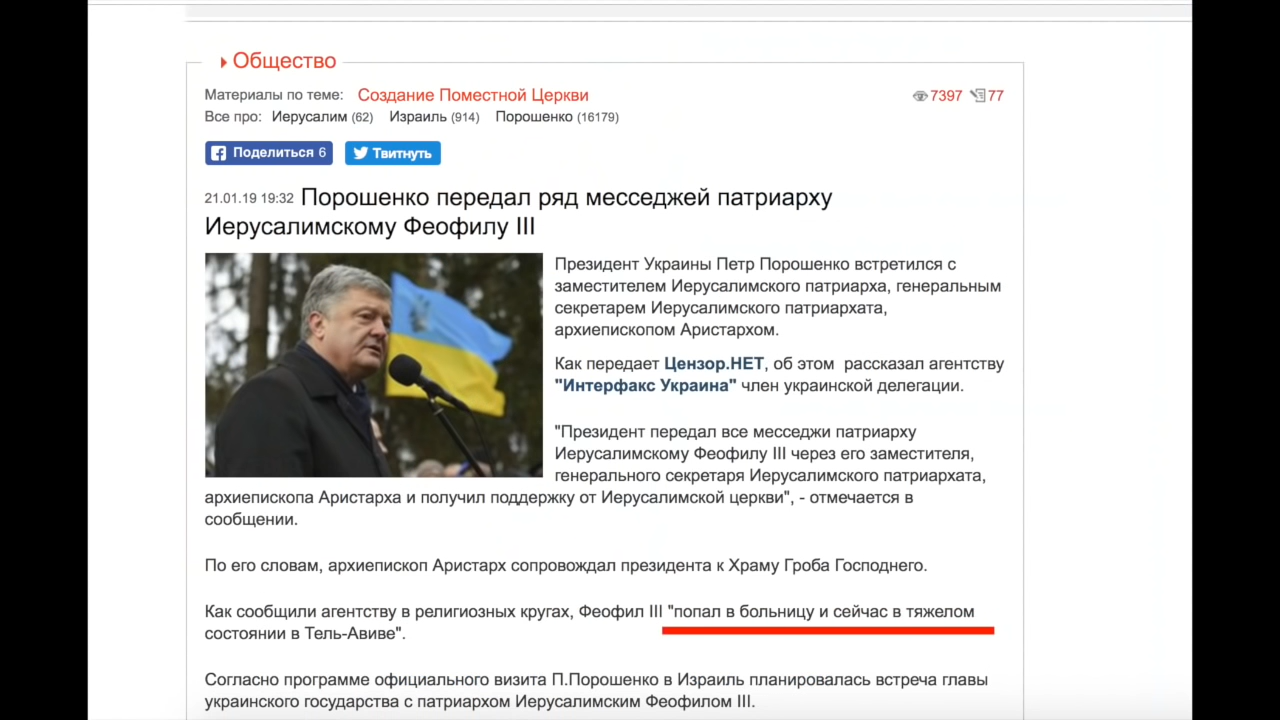 Общество
Материалы по теме: Создание Поместной Церкви
7397 77
Все про: Иерусалим (62) Израиль (914) Порошенко (16179)
Поделиться 6 Твитнуть
21.01.19 19:32 Порошенко передал ряд месседжей патриарху
Иерусалимскому Феофилу III
Президент Украины Петр Порошенко встретился с
заместителем Иерусалимского патриарха, генеральным
секретарем Иерусалимского патриархата,
архиепископом Аристархом.
Как передает Цензор.НЕТ, об этом рассказал агентству
"Интерфакс Украина" член украинской делегации.
"Президент передал все месседжи патриарху
Иерусалимскому Феофилу III через его заместителя,
генерального секретаря Иерусалимского патриархата,
архиепископа Аристарха и получил поддержку от Иерусалимской церкви", - отмечается в
сообщении.
По его словам, архиепископ Аристарх сопровождал президента к Храму Гроба Господнего.
Как сообщили агентству в религиозных кругах, Феофил III "попал в больницу и сейчас в тяжелом
состоянии в Тель-Авиве".
Согласно программе официального визита П.Порошенко в Израиль планировалась встреча главы
украинского государства с патриархом Иерусалимским Феофилом III.